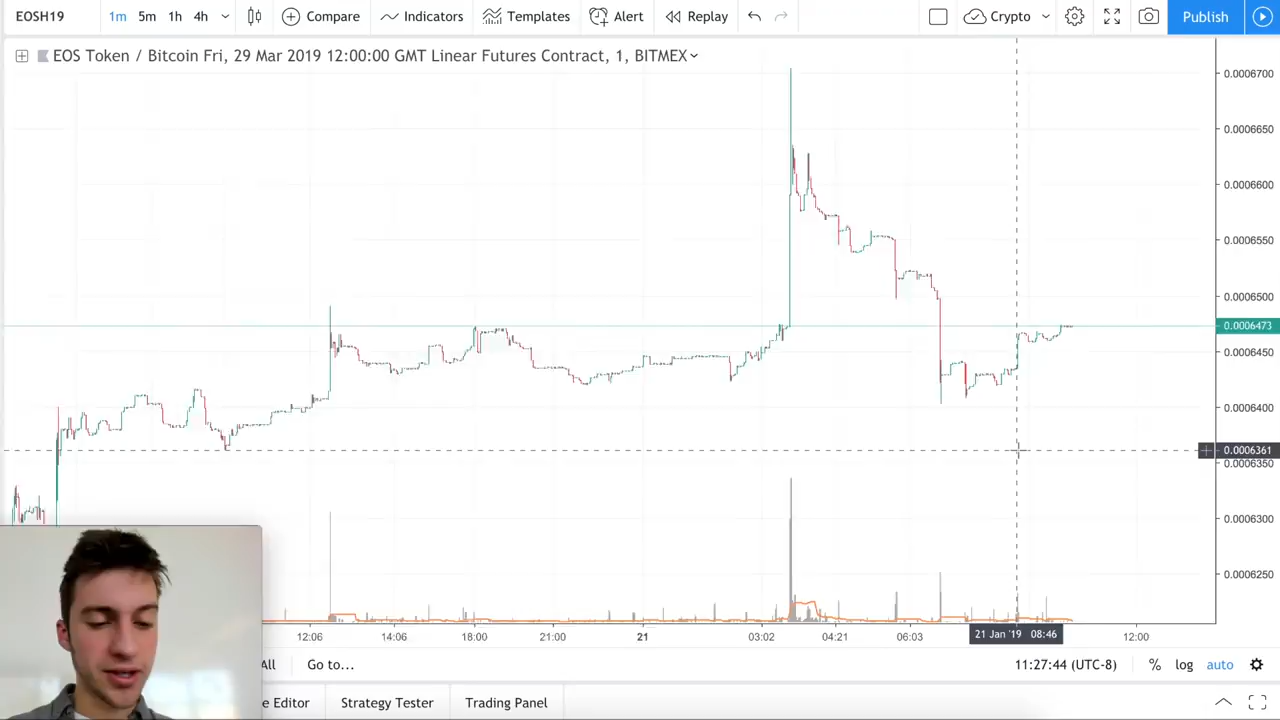 EOSH19 1m 5m 1h 4h Compare Indicators Templates Alert Replay Crypto Publish
EOS Token / Bitcoin Fri, 29 Mar 2019 12:00:00 GMT Linear Futures Contract, 1, BITMEX
0.0006700
0.0006650
0.0006600
0.0006550
0.0006500
0.0006473
0.0006450
0.0006400
0.0006361
0.0006350
0.0006300
0.0006250
12:06 14:06 18:00 21:00 21 03:02 04:21 06:03 21 Jan '19 08:46 12:00
All Go to... 11:27:44 (UTC-8) % log auto
e Editor Strategy Tester Trading Panel